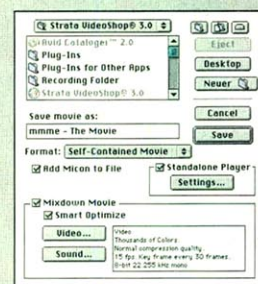 Strata VideoShop® 3.0
Avid Cataloger™ 2.0
Plug-Ins
Plug-Ins for Other Apps
Recording Folder
Strata VideoShop® 3.0
Eject
Desktop
Neuer
Save movie as:
mmme - The Movie
Cancel
Save
Format: Self-Contained Movie
Add Micon to File
Standalone Player
Settings...
Mixdown Movie
Smart Optimize
Video...
Sound...
Video
Thousands of Colors
Normal compression quality.
15 fps. Key frame every 30 frames.
8-bit 22.255 kHz mono